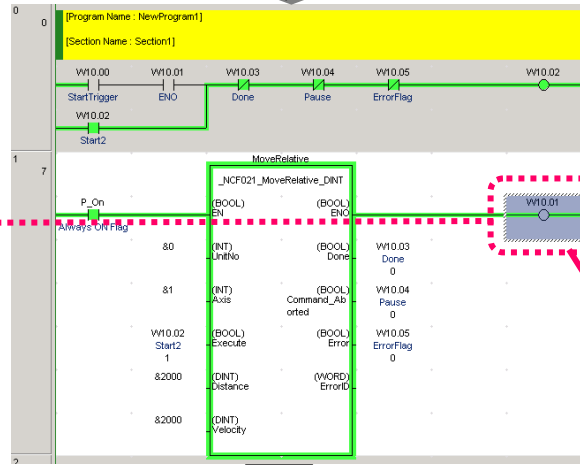 0
0
[Program Name : NewProgram1]
[Section Name : Section1]
W10.00 W10.01 W10.03 W10.04 W10.05 W10.02
StartTrigger ENO Done Pause ErrorFlag
W10.02
Start2
1
7
MoveRelative
_NCF021_MoveRelative_DINT
P_On (BOOL) (BOOL) W10.01
EN ENO
Always ON Flag
&0 (INT) (BOOL) W10.03
UnitNo Done Done
0
&1 (INT) (BOOL) W10.04
Axis Command_Ab Pause
orted 0
W10.02 (BOOL) (BOOL) W10.05
Start2 Execute Error ErrorFlag
1 0
&2000 (DINT) (WORD)
Distance ErrorID
&2000 (DINT)
Velocity
2